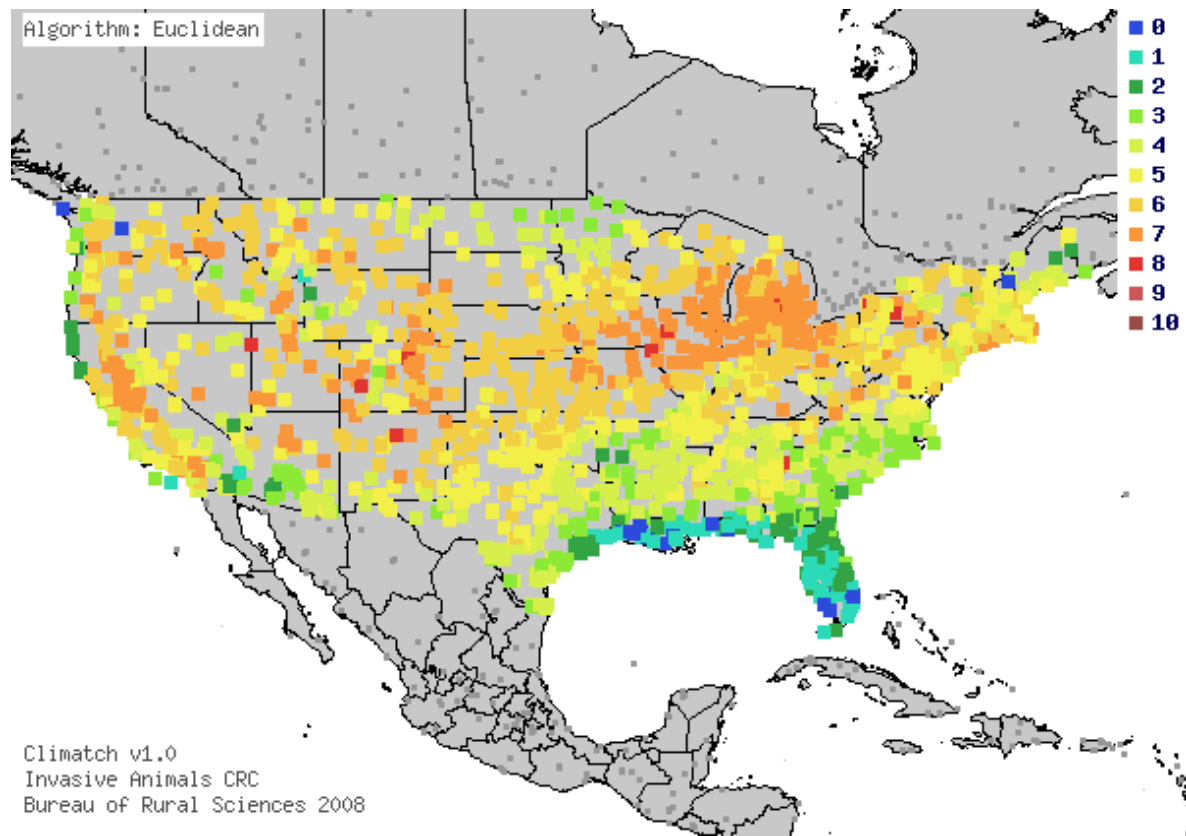 Algorithm: Euclidean
0
1
2
3
4
5
6
7
8
9
10
Climatch v1.0
Invasive Animals CRC
Bureau of Rural Sciences 2008